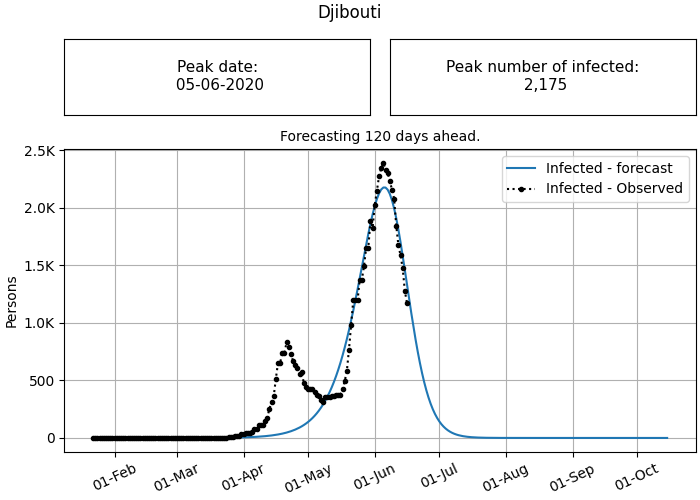 Djibouti
Peak date:
05-06-2020
Peak number of infected:
2,175
Forecasting 120 days ahead.
2.5K
2.0K
1.5K
1.0K
500
0
Persons
Infected - forecast
Infected - Observed
01-Feb
01-Mar
01-Apr
01-May
01-Jun
01-Jul
01-Aug
01-Sep
01-Oct